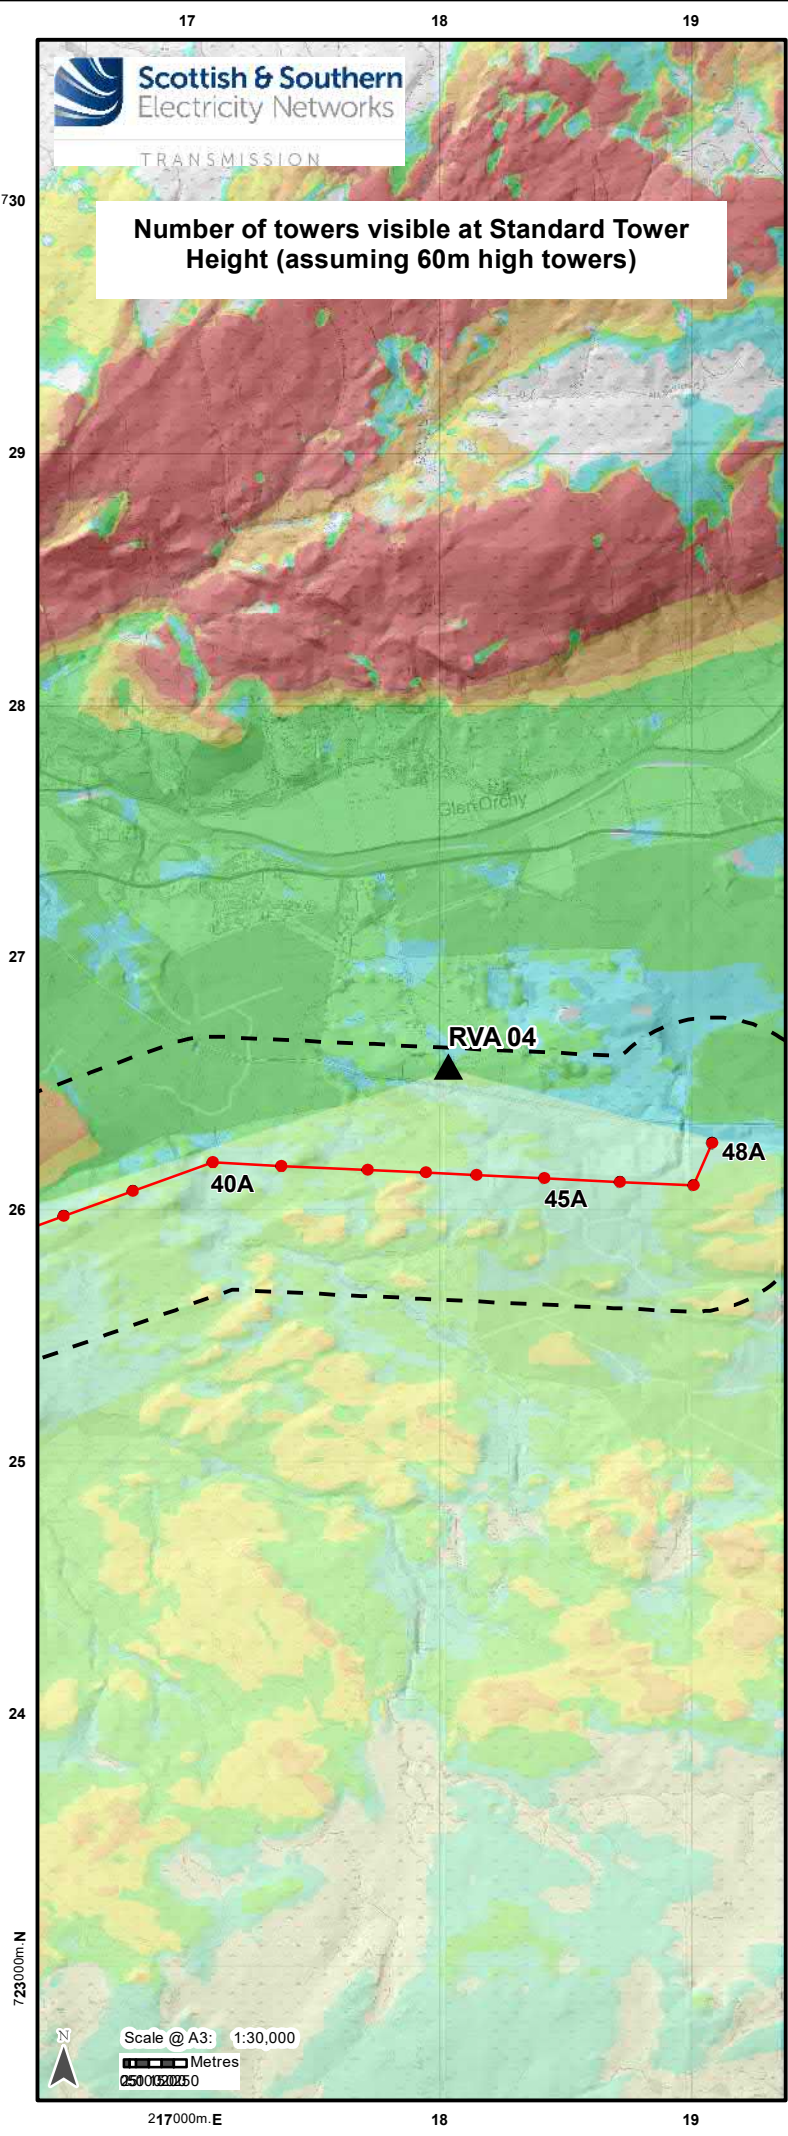 17 18 19
Scottish & Southern
Electricity Networks
TRANSMISSION
730
Number of towers visible at Standard Tower
Height (assuming 60m high towers)
29
28
Glen Orchy
27
RVA 04
48A
40A
45A
26
25
24
723000m.N
N
Scale @ A3: 1:30,000
Metres
217000m.E 18 19